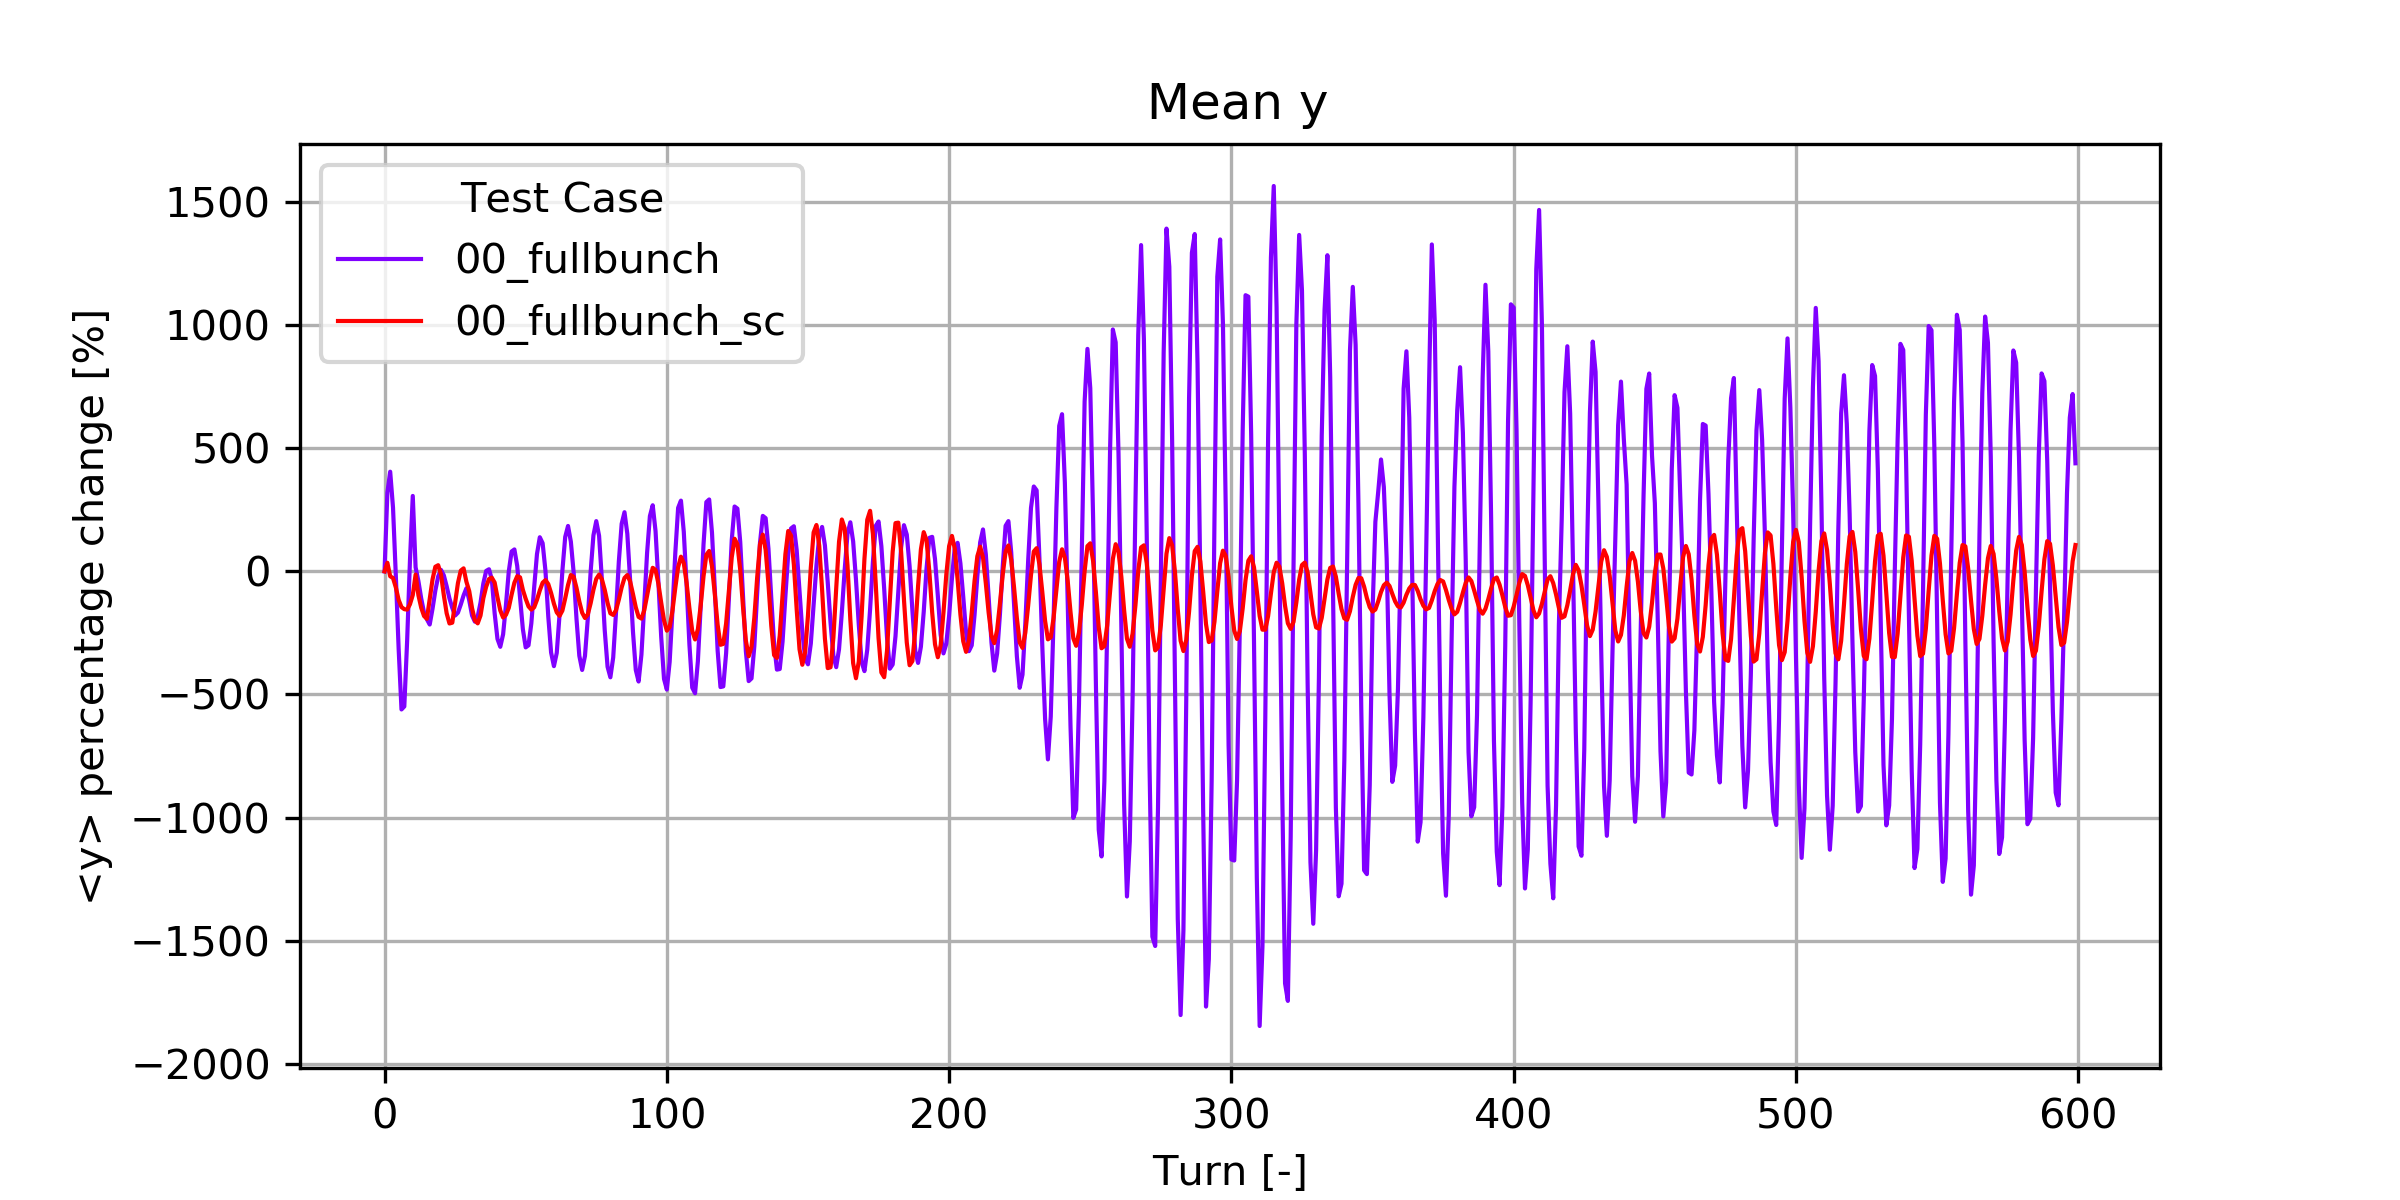 Mean y
Test Case
00_fullbunch
00_fullbunch_sc
<y> percentage change [%]
1500
1000
500
0
−500
−1000
−1500
−2000
0 100 200 300 400 500 600
Turn [-]